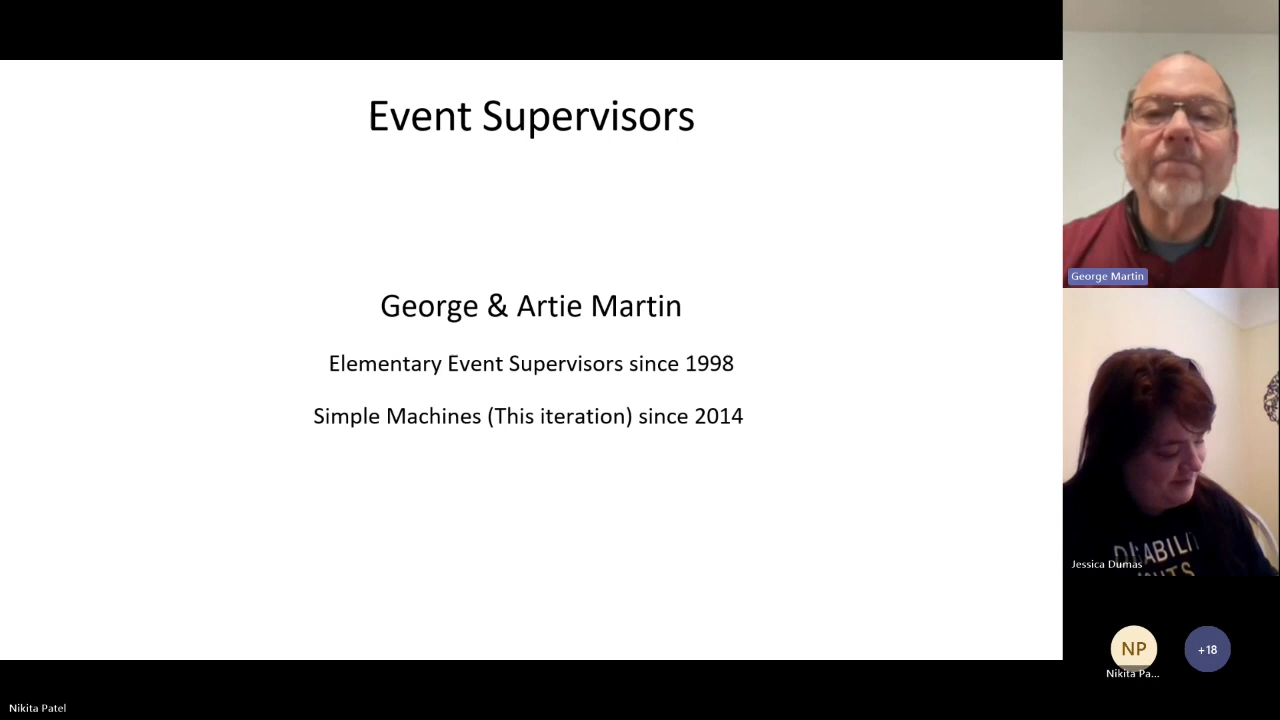 Event Supervisors
George & Artie Martin
Elementary Event Supervisors since 1998
Simple Machines (This iteration) since 2014
George Martin
Jessica Dumas
NP
+18
Nikita Pa...
Nikita Patel